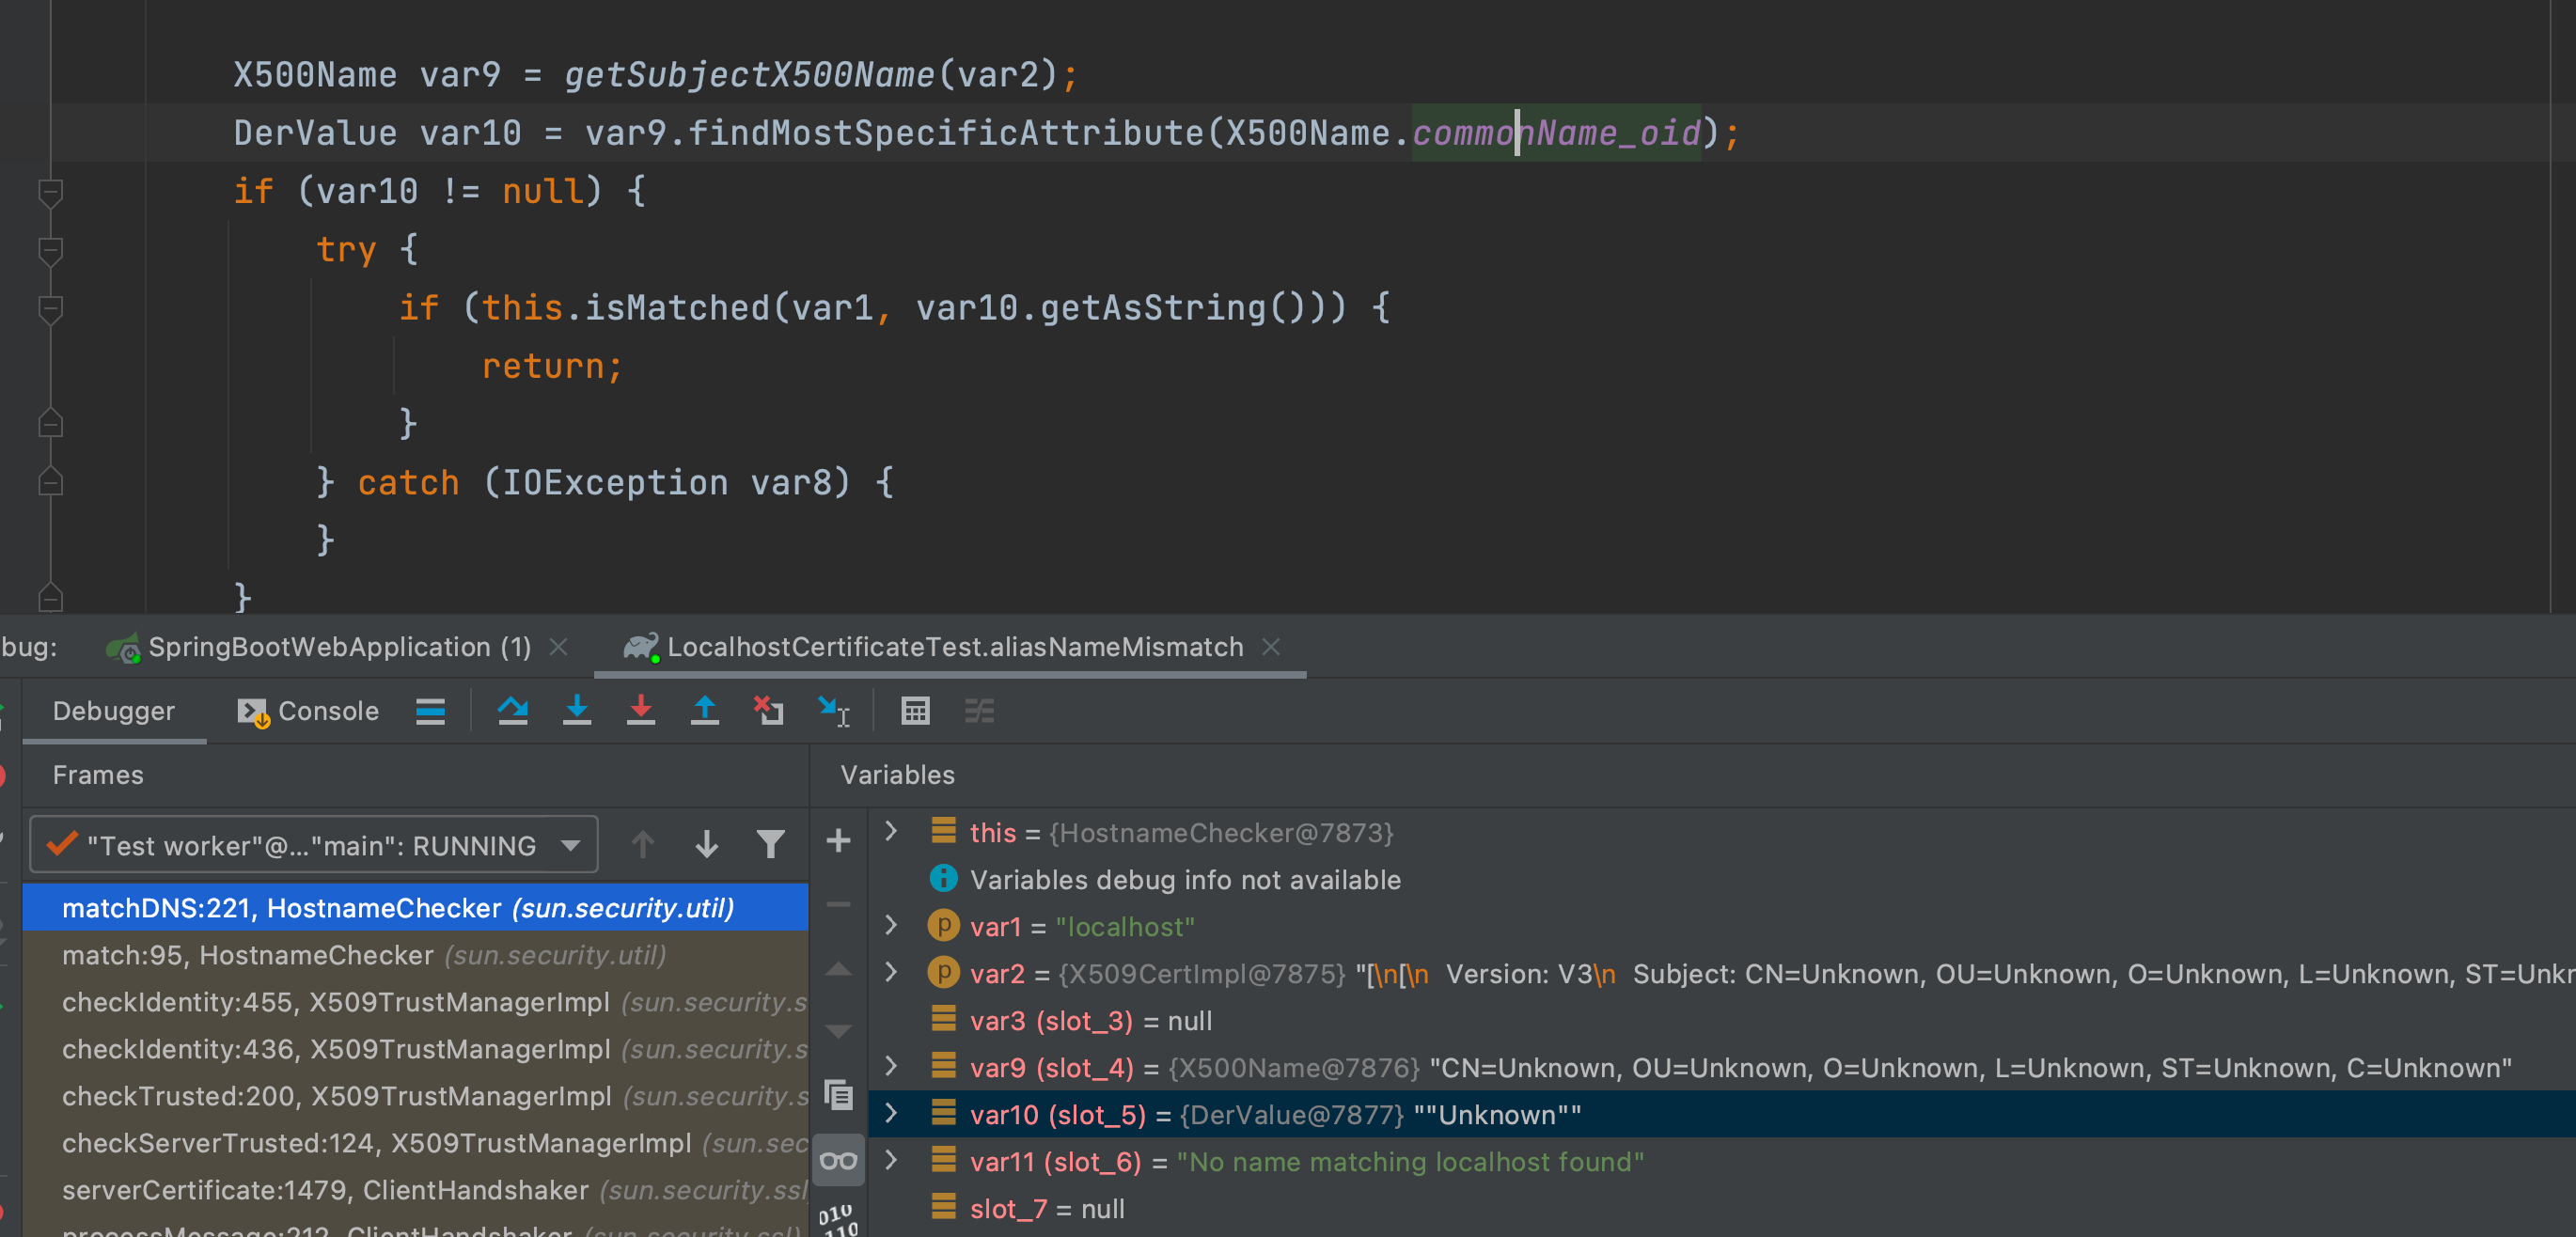 X500Name var9 = getSubjectX500Name(var2);
DerValue var10 = var9.findMostSpecificAttribute(X500Name.commonName_oid);
if (var10 != null) {
try {
if (this.isMatched(var1, var10.getAsString())) {
return;
}
} catch (IOException var8) {
}
}
bug:
SpringBootWebApplication (1)
LocalhostCertificateTest.aliasNameMismatch
Debugger
Console
Frames
Variables
"Test worker"@..."main": RUNNING
matchDNS:221, HostnameChecker (sun.security.util)
match:95, HostnameChecker (sun.security.util)
checkIdentity:455, X509TrustManagerImpl (sun.security.s
checkIdentity:436, X509TrustManagerImpl (sun.security.s
checkTrusted:200, X509TrustManagerImpl (sun.security.s
checkServerTrusted:124, X509TrustManagerImpl (sun.sec
serverCertificate:1479, ClientHandshaker (sun.security.ssl
processMessage:212, ClientHandshaker (sun.security.ssl)
this = {HostnameChecker@7873}
Variables debug info not available
var1 = "localhost"
var2 = {X509CertImpl@7875} "[\n[\n  Version: V3\n  Subject: CN=Unknown, OU=Unknown, O=Unknown, L=Unknown, ST=Unkn
var3 (slot_3) = null
var9 (slot_4) = {X500Name@7876} "CN=Unknown, OU=Unknown, O=Unknown, L=Unknown, ST=Unknown, C=Unknown"
var10 (slot_5) = {DerValue@7877} ""Unknown""
var11 (slot_6) = "No name matching localhost found"
slot_7 = null